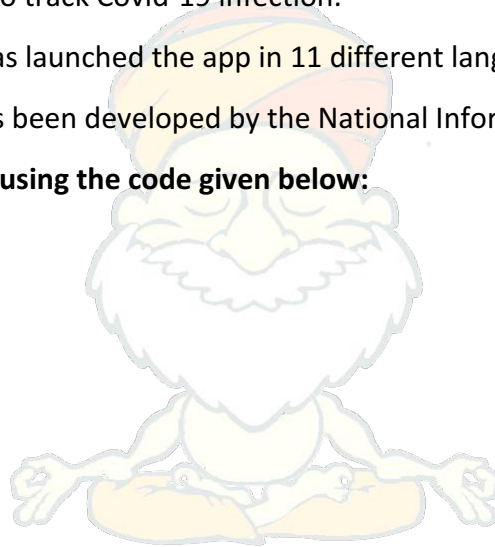 o track Covid-19 infection.
as launched the app in 11 different lang
s been developed by the National Infor
using the code given below: